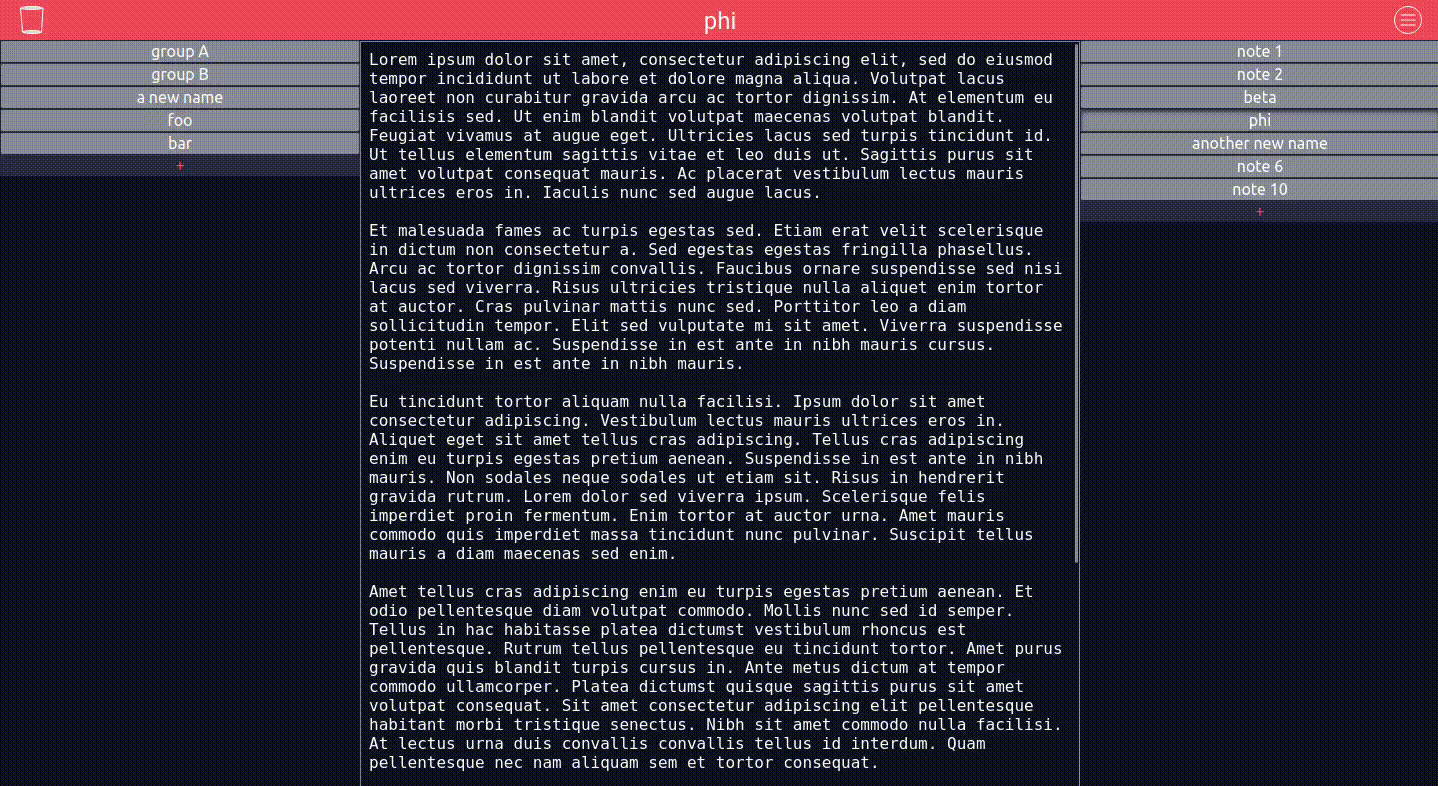 phi
group A
group B
a new name
foo
bar
+
Lorem ipsum dolor sit amet, consectetur adipiscing elit, sed do eiusmod
tempor incididunt ut labore et dolore magna aliqua. Volutpat lacus
laoreet non curabitur gravida arcu ac tortor dignissim. At elementum eu
facilisis sed. Ut enim blandit volutpat maecenas volutpat blandit.
Feugiat vivamus at augue eget. Ultricies lacus sed turpis tincidunt id.
Ut tellus elementum sagittis vitae et leo duis ut. Sagittis purus sit
amet volutpat consequat mauris. Ac placerat vestibulum lectus mauris
ultrices eros in. Iaculis nunc sed augue lacus.

Et malesuada fames ac turpis egestas sed. Etiam erat velit scelerisque
in dictum non consectetur a. Sed egestas egestas fringilla phasellus.
Arcu ac tortor dignissim convallis. Faucibus ornare suspendisse sed nisi
lacus sed viverra. Risus ultricies tristique nulla aliquet enim tortor
at auctor. Cras pulvinar mattis nunc sed. Porttitor leo a diam
sollicitudin tempor. Elit sed vulputate mi sit amet. Viverra suspendisse
potenti nullam ac. Suspendisse in est ante in nibh mauris cursus.
Suspendisse in est ante in nibh mauris.

Eu tincidunt tortor aliquam nulla facilisi. Ipsum dolor sit amet
consectetur adipiscing. Vestibulum lectus mauris ultrices eros in.
Aliquet eget sit amet tellus cras adipiscing. Tellus cras adipiscing
enim eu turpis egestas pretium aenean. Suspendisse in est ante in nibh
mauris. Non sodales neque sodales ut etiam sit. Risus in hendrerit
gravida rutrum. Lorem dolor sed viverra ipsum. Scelerisque felis
imperdiet proin fermentum. Enim tortor at auctor urna. Amet mauris
commodo quis imperdiet massa tincidunt nunc pulvinar. Suscipit tellus
mauris a diam maecenas sed enim.

Amet tellus cras adipiscing enim eu turpis egestas pretium aenean. Et
odio pellentesque diam volutpat commodo. Mollis nunc sed id semper.
Tellus in hac habitasse platea dictumst vestibulum rhoncus est
pellentesque. Rutrum tellus pellentesque eu tincidunt tortor. Amet purus
gravida quis blandit turpis cursus in. Ante metus dictum at tempor
commodo ullamcorper. Platea dictumst quisque sagittis purus sit amet
volutpat consequat. Sit amet consectetur adipiscing elit pellentesque
habitant morbi tristique senectus. Nibh sit amet commodo nulla facilisi.
At lectus urna duis convallis convallis tellus id interdum. Quam
pellentesque nec nam aliquam sem et tortor consequat.
note 1
note 2
beta
phi
another new name
note 6
note 10
+